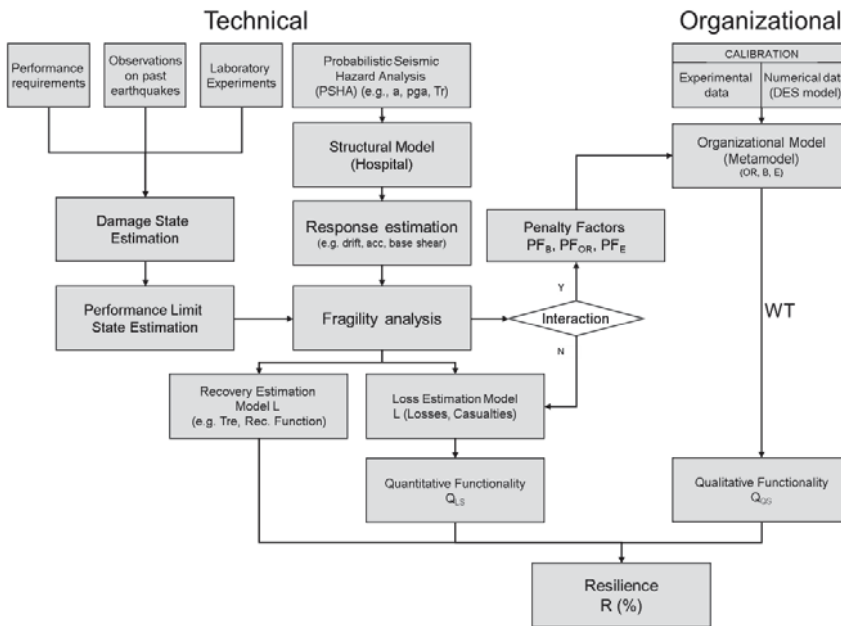 Technical
Organizational
Performance
requirements
Observations
on past
earthquakes
Laboratory
Experiments
Probabilistic Seismic
Hazard Analysis
(PSHA) (e.g., a, pga, Tr)
CALIBRATION
Experimental
data
Numerical data
(DES model)
Structural Model
(Hospital)
Organizational Model
(Metamodel)
(OR, B, E)
Damage State
Estimation
Response estimation
(e.g. drift, acc, base shear)
Penalty Factors
PFB, PFOR, PFE
Performance Limit
State Estimation
Fragility analysis
Y
Interaction
N
WT
Recovery Estimation
Model L
(e.g. Tre, Rec. Function)
Loss Estimation Model
L (Losses, Casualties)
Quantitative Functionality
QLS
Qualitative Functionality
QQS
Resilience
R (%)